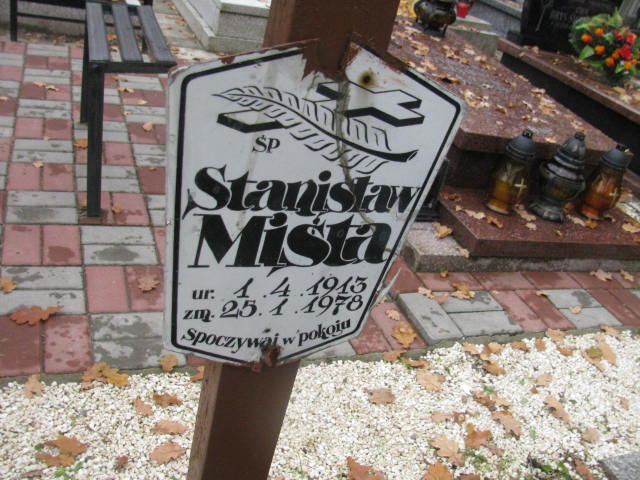 ŚP
Stanisław
Miśta
ur. 1.4.1913
zm. 25.1.1978
Spoczywaj w pokoju